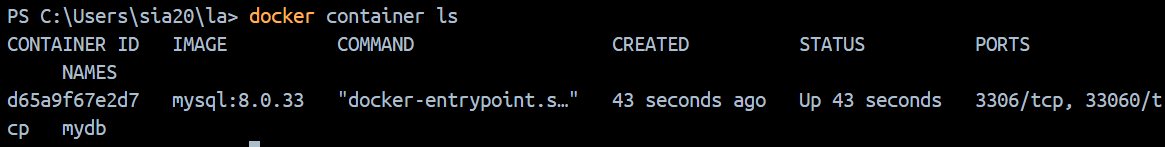 PS C:\Users\sia20\la> docker container ls
CONTAINER ID   IMAGE          COMMAND                  CREATED          STATUS          PORTS
     NAMES
d65a9f67e2d7   mysql:8.0.33   "docker-entrypoint.s…"   43 seconds ago   Up 43 seconds   3306/tcp, 33060/t
cp   mydb